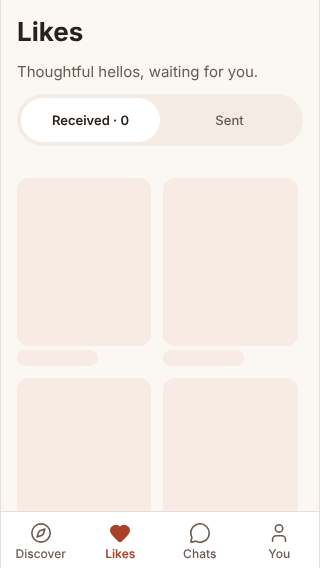 Likes
Thoughtful hellos, waiting for you.
Received · 0
Sent
Discover
Likes
Chats
You